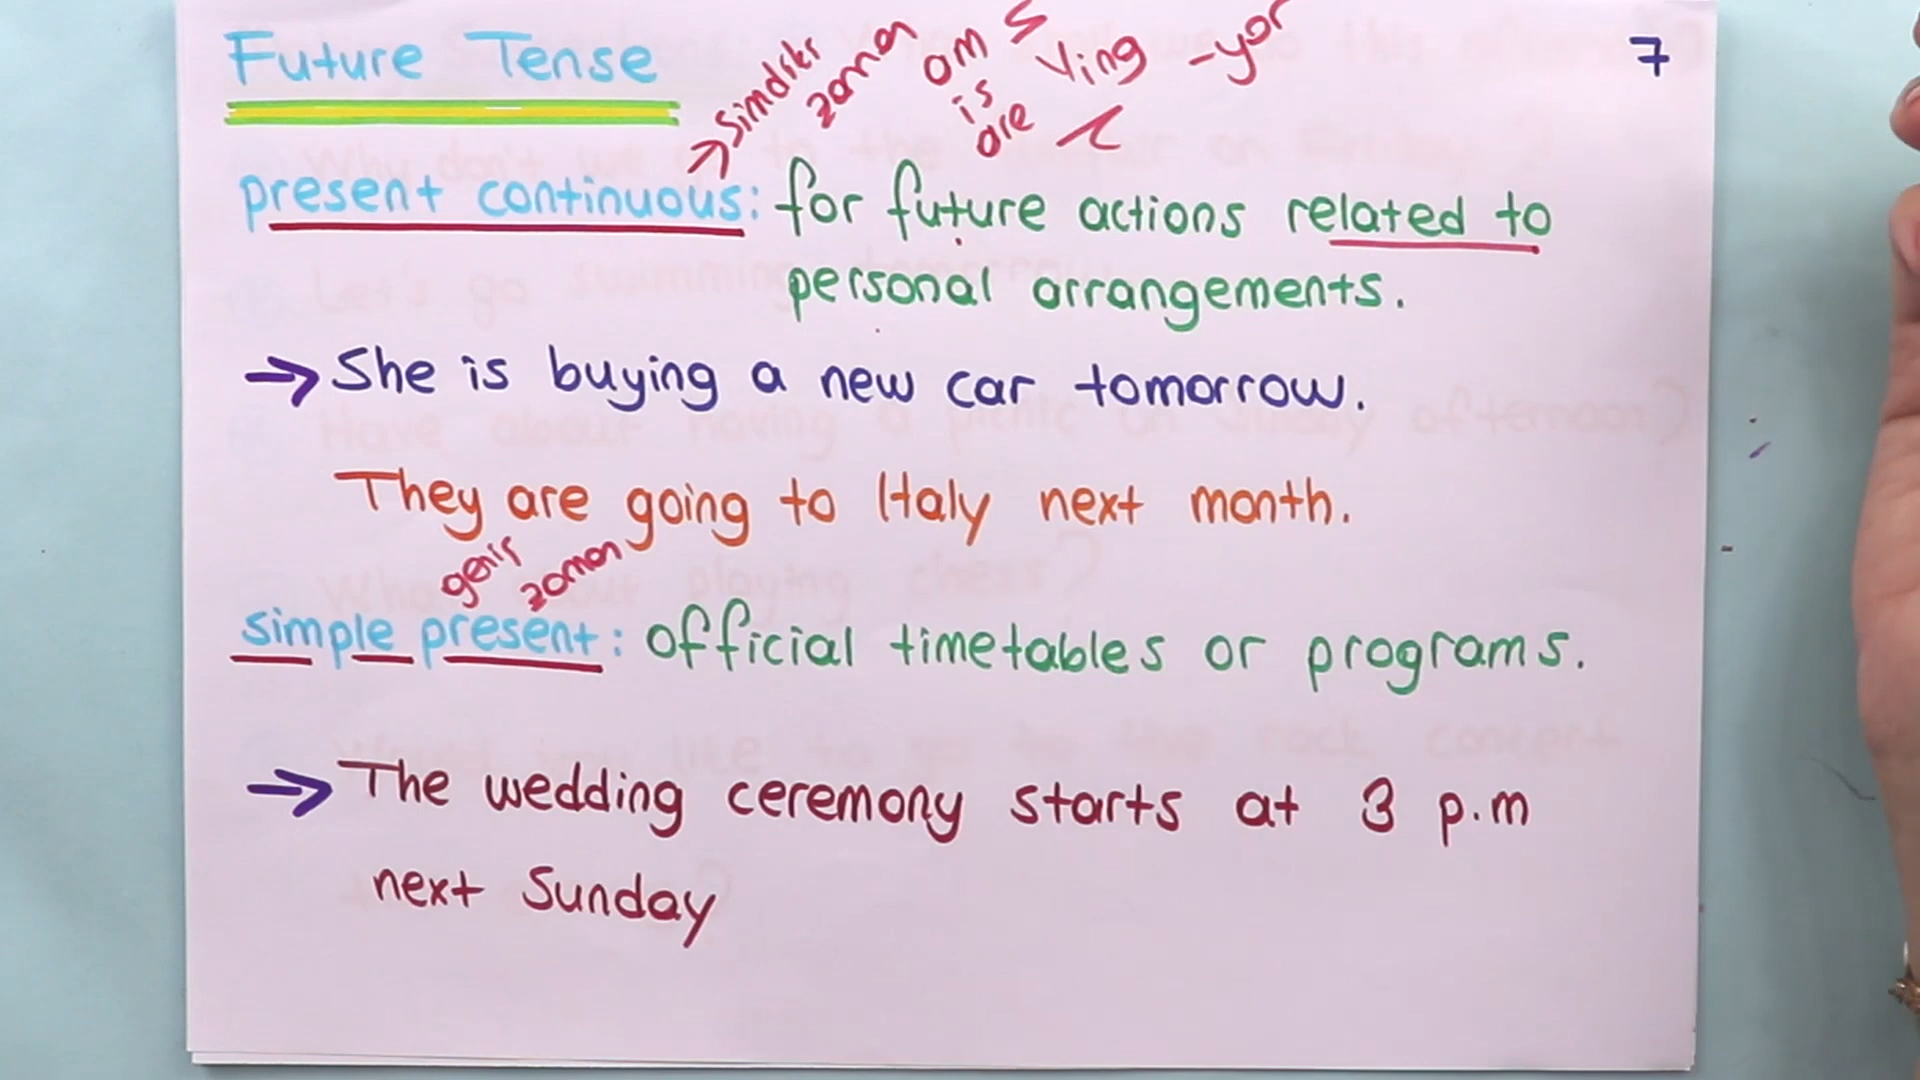 Future Tense
7
şimdiki zaman
am is are
Ving -yor
present continuous: for future actions related to
personal arrangements.
→ She is buying a new car tomorrow.
They are going to Italy next month.
geniş zaman
simple present: official timetables or programs.
→ The wedding ceremony starts at 3 p.m
next Sunday